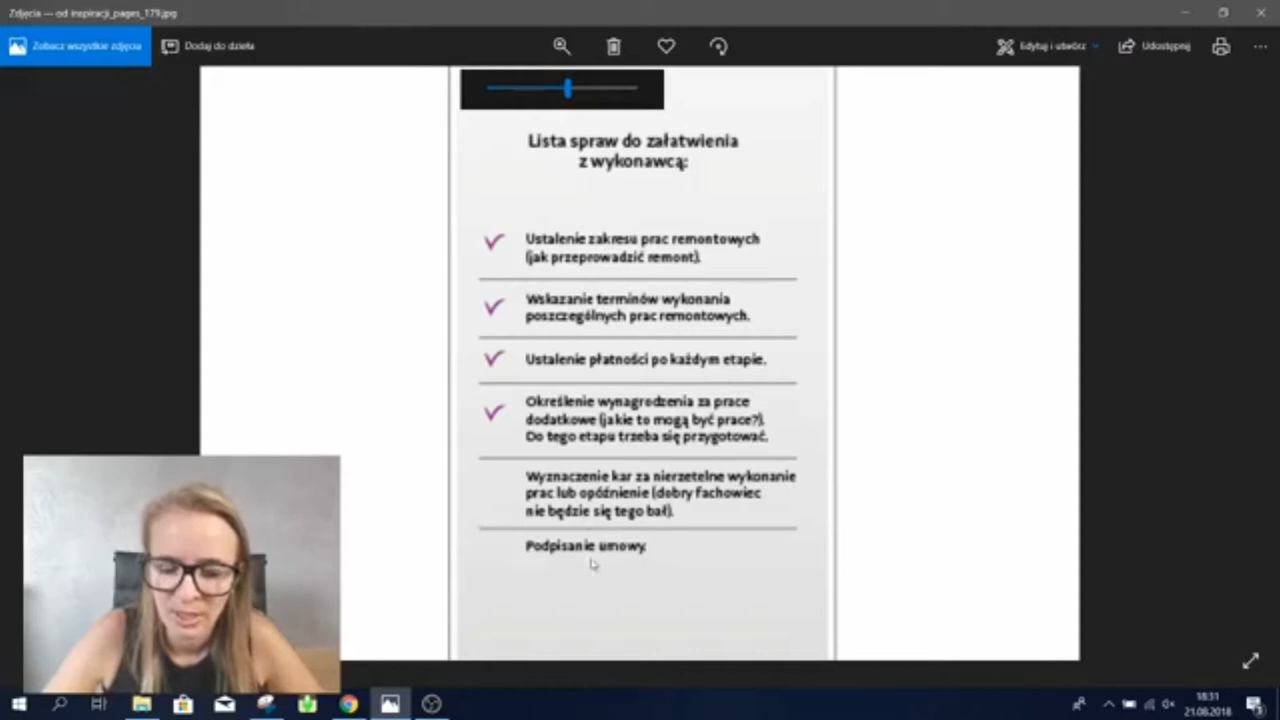 Zdjęcia — od inspiracji_pages_179.jpg
Zobacz wszystkie zdjęcia
Dodaj do dzieła
Edytuj i utwórz
Udostępnij
Lista spraw do załatwienia
z wykonawcą:
Ustalenie zakresu prac remontowych
(jak przeprowadzić remont).
Wskazanie terminów wykonania
poszczególnych prac remontowych.
Ustalenie płatności po każdym etapie.
Określenie wynagrodzenia za prace
dodatkowe (jakie to mogą być prace?).
Do tego etapu trzeba się przygotować.
Wyznaczenie kar za nierzetelne wykonanie
prac lub opóźnienie (dobry fachowiec
nie będzie się tego bał).
Podpisanie umowy.
18:31
21.08.2018